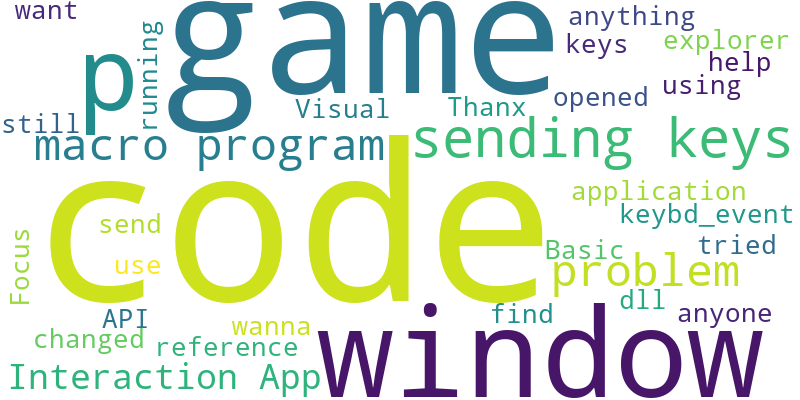 want
game
anything
p
running
keys
explorer
help
using
Visual
Thanx
opened
still
macro program
sending keys
code
application
send
keybd_event
Focus
Basic
tried
use
problem
API
wanna
window
find
dll
anyone
changed
reference
Interaction App